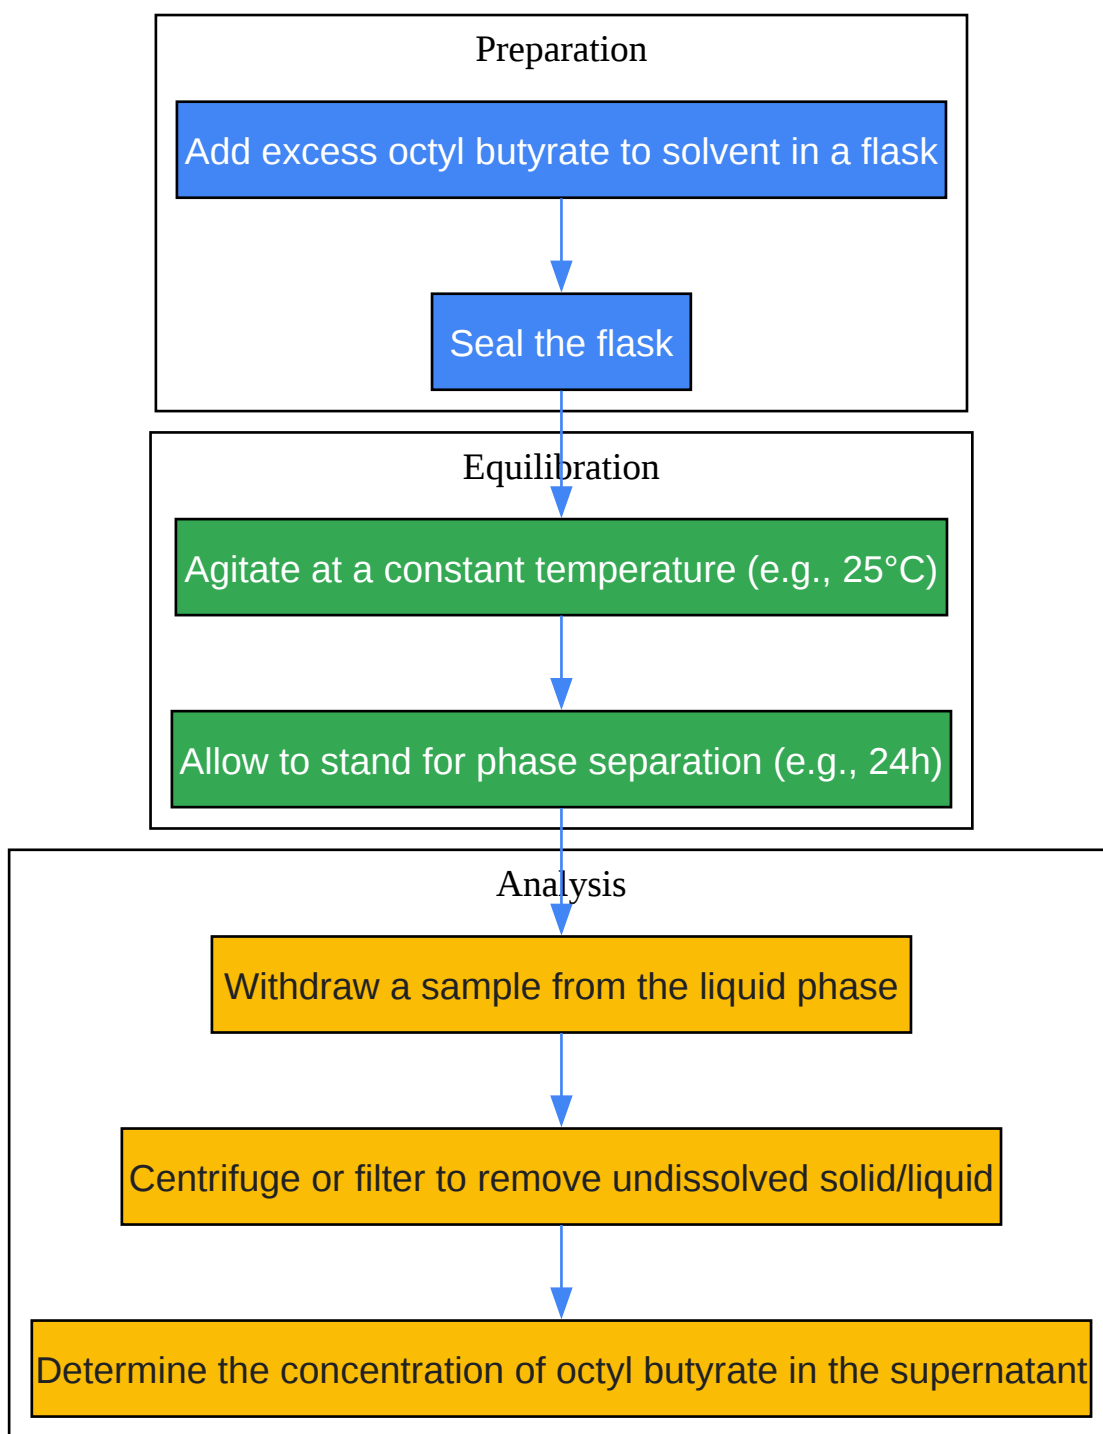 Preparation
Add excess octyl butyrate to solvent in a flask
Seal the flask
Equilibration
Agitate at a constant temperature (e.g., 25°C)
Allow to stand for phase separation (e.g., 24h)
Analysis
Withdraw a sample from the liquid phase
Centrifuge or filter to remove undissolved solid/liquid
Determine the concentration of octyl butyrate in the supernatant